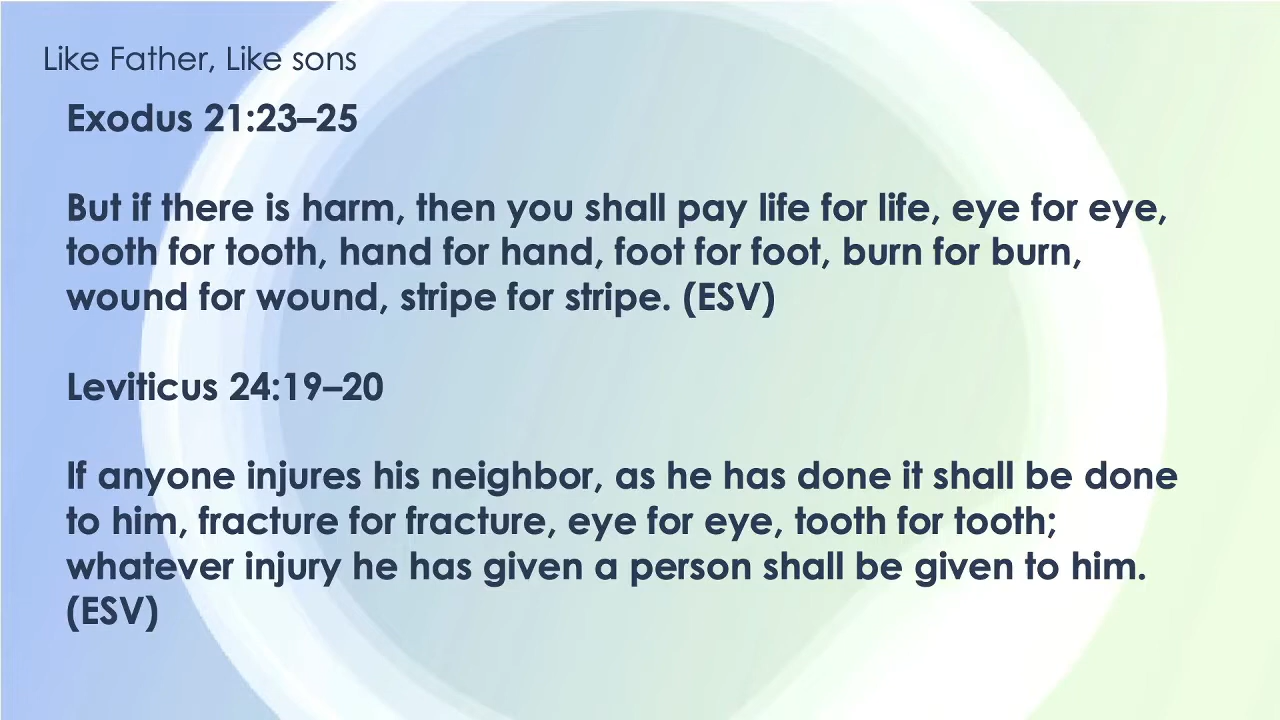 Like Father, Like sons
Exodus 21:23–25
But if there is harm, then you shall pay life for life, eye for eye,
tooth for tooth, hand for hand, foot for foot, burn for burn,
wound for wound, stripe for stripe. (ESV)
Leviticus 24:19–20
If anyone injures his neighbor, as he has done it shall be done
to him, fracture for fracture, eye for eye, tooth for tooth;
whatever injury he has given a person shall be given to him.
(ESV)